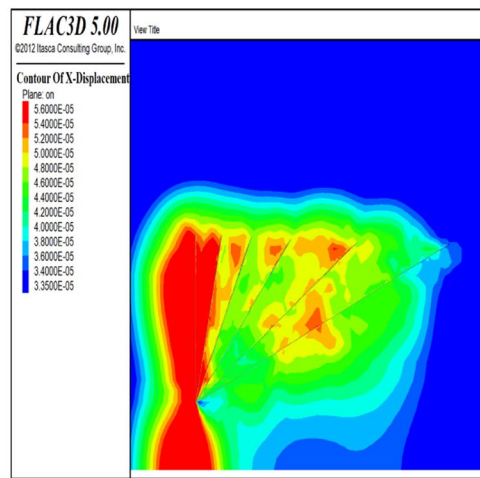 FLAC3D 5.00
©2012 Itasca Consulting Group, Inc.
View Title
Contour Of X-Displacement
Plane: on
5.6000E-05
5.4000E-05
5.2000E-05
5.0000E-05
4.8000E-05
4.6000E-05
4.4000E-05
4.2000E-05
4.0000E-05
3.8000E-05
3.6000E-05
3.4000E-05
3.3500E-05